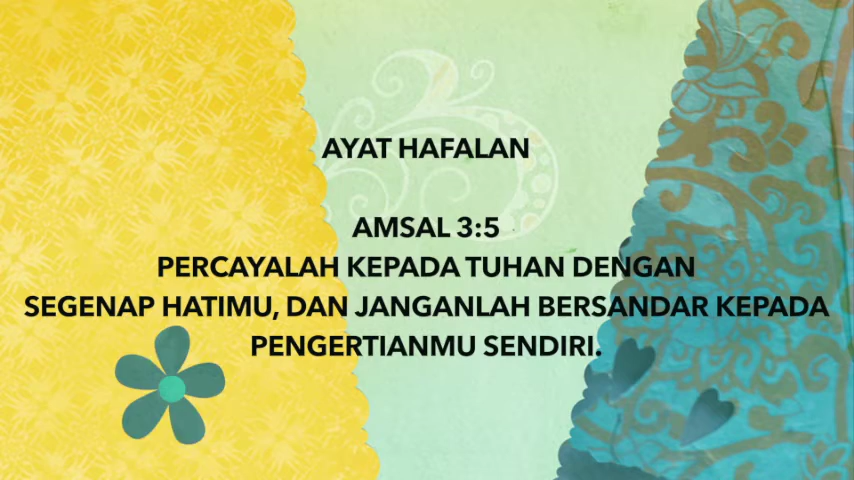 AYAT HAFALAN
AMSAL 3:5
PERCAYALAH KEPADA TUHAN DENGAN
SEGENAP HATIMU, DAN JANGANLAH BERSANDAR KEPADA
PENGERTIANMU SENDIRI.